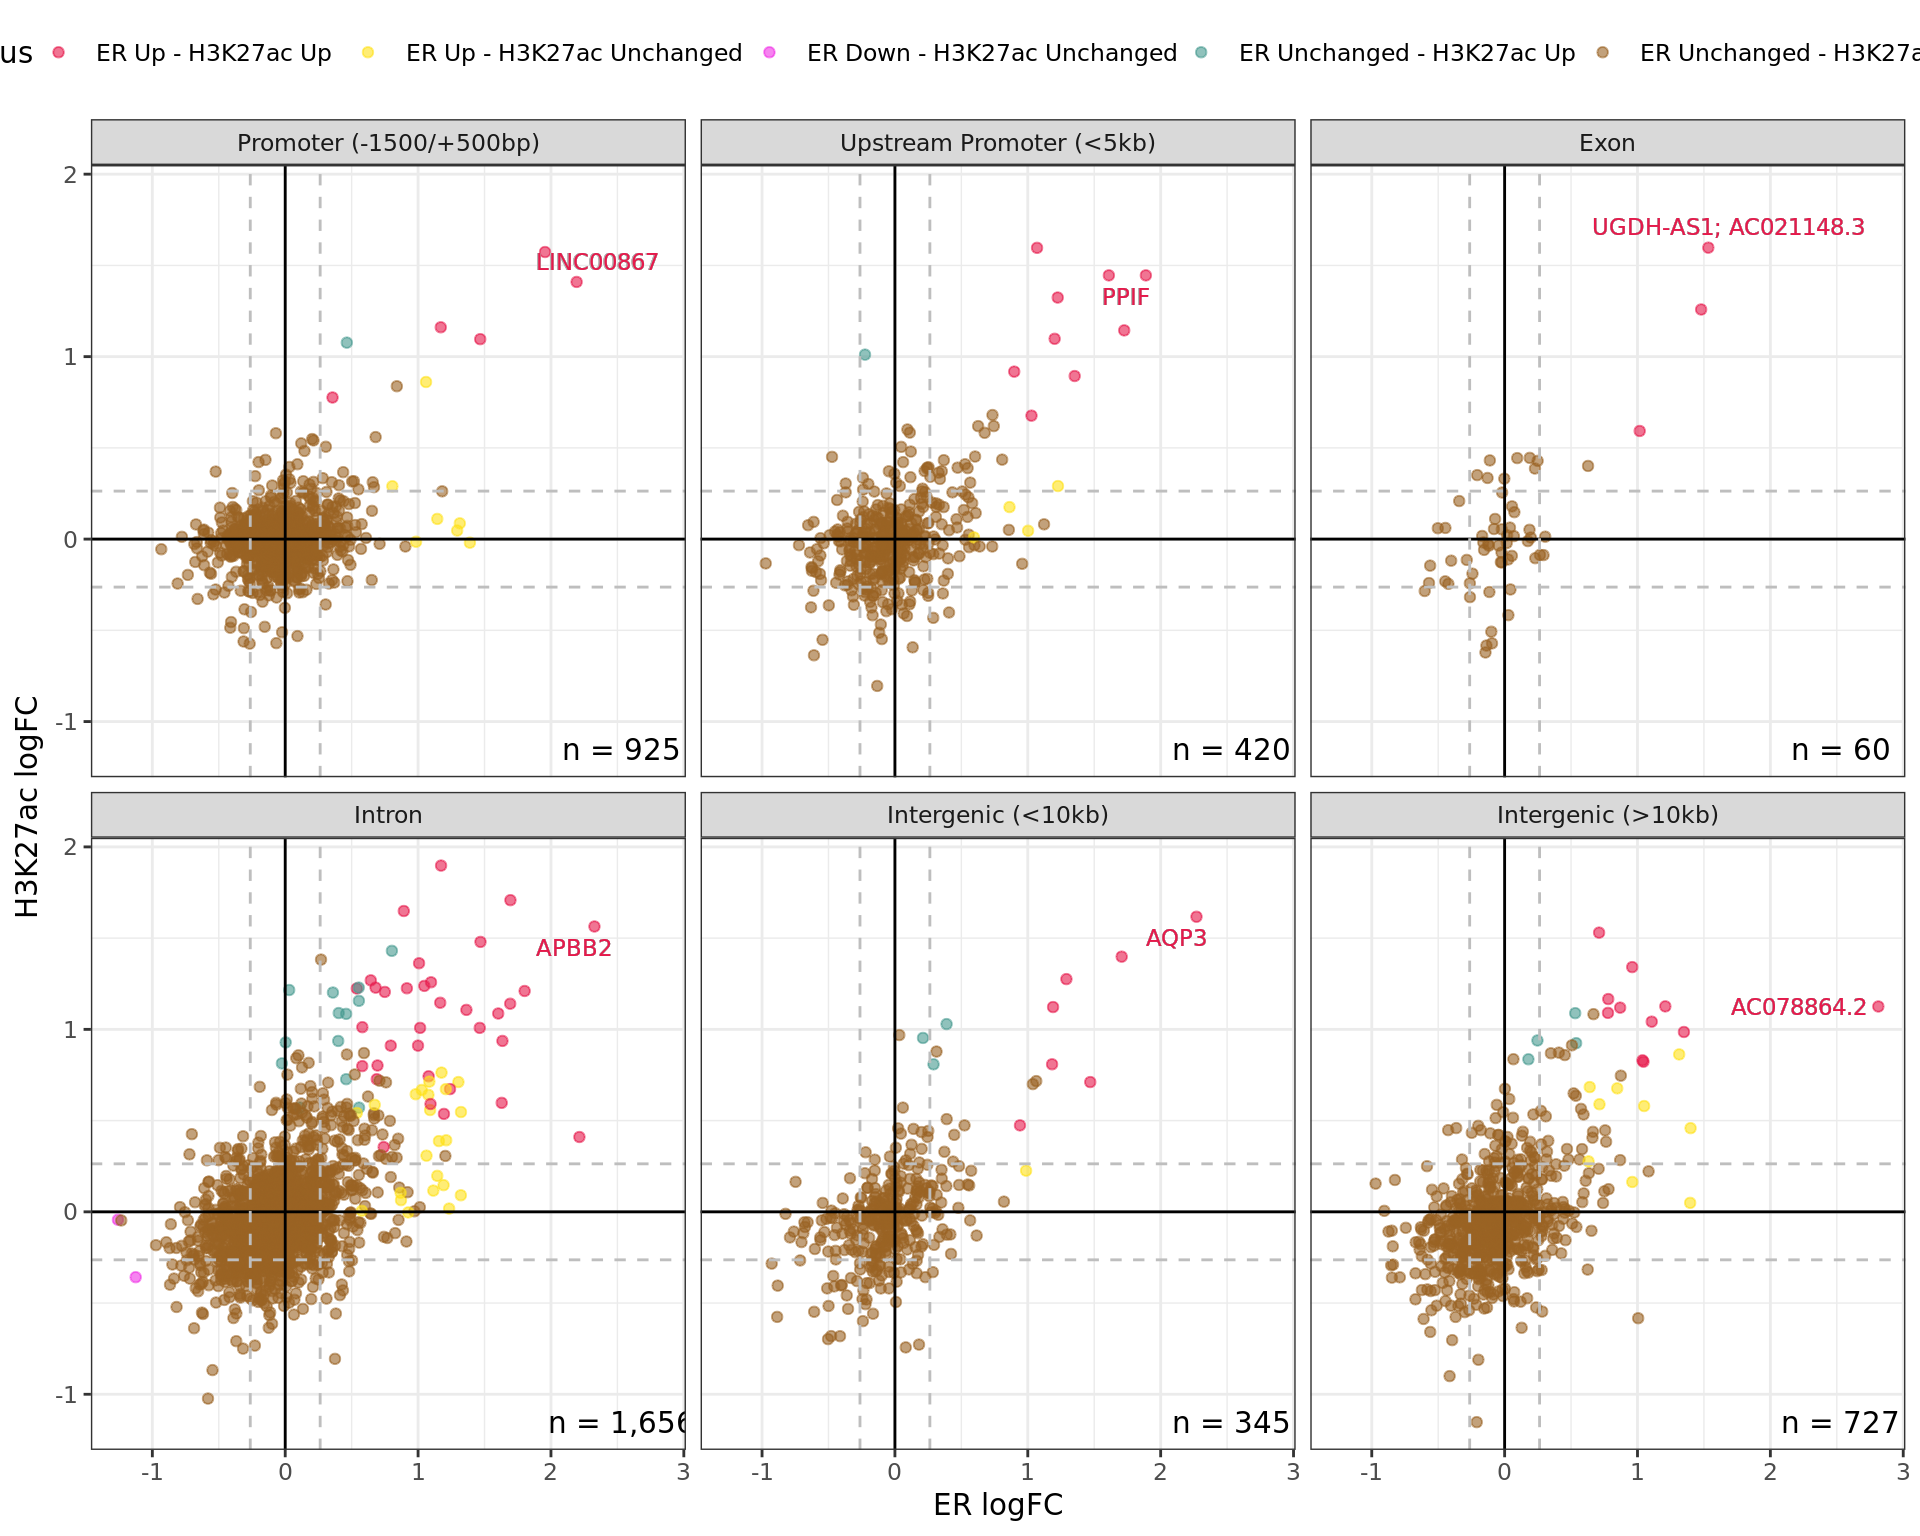 us ER Up - H3K27ac Up ER Up - H3K27ac Unchanged ER Down - H3K27ac Unchanged ER Unchanged - H3K27ac Up ER Unchanged - H3K27a
Promoter (-1500/+500bp) Upstream Promoter (<5kb) Exon
2
UGDH-AS1; AC021148.3
LINC00867
PPIF
1
0
-1
n = 925 n = 420 n = 60
H3K27ac logFC
Intron Intergenic (<10kb) Intergenic (>10kb)
2
APBB2 AQP3
AC078864.2
1
0
-1
n = 1,656 n = 345 n = 727
-1 0 1 2 3 -1 0 1 2 3 -1 0 1 2 3
ER logFC